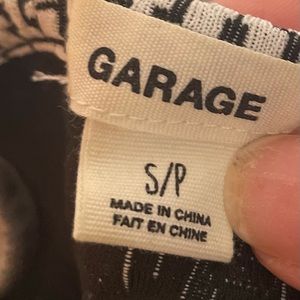 GARAGE
S/P
MADE IN CHINA
FAIT EN CHINE